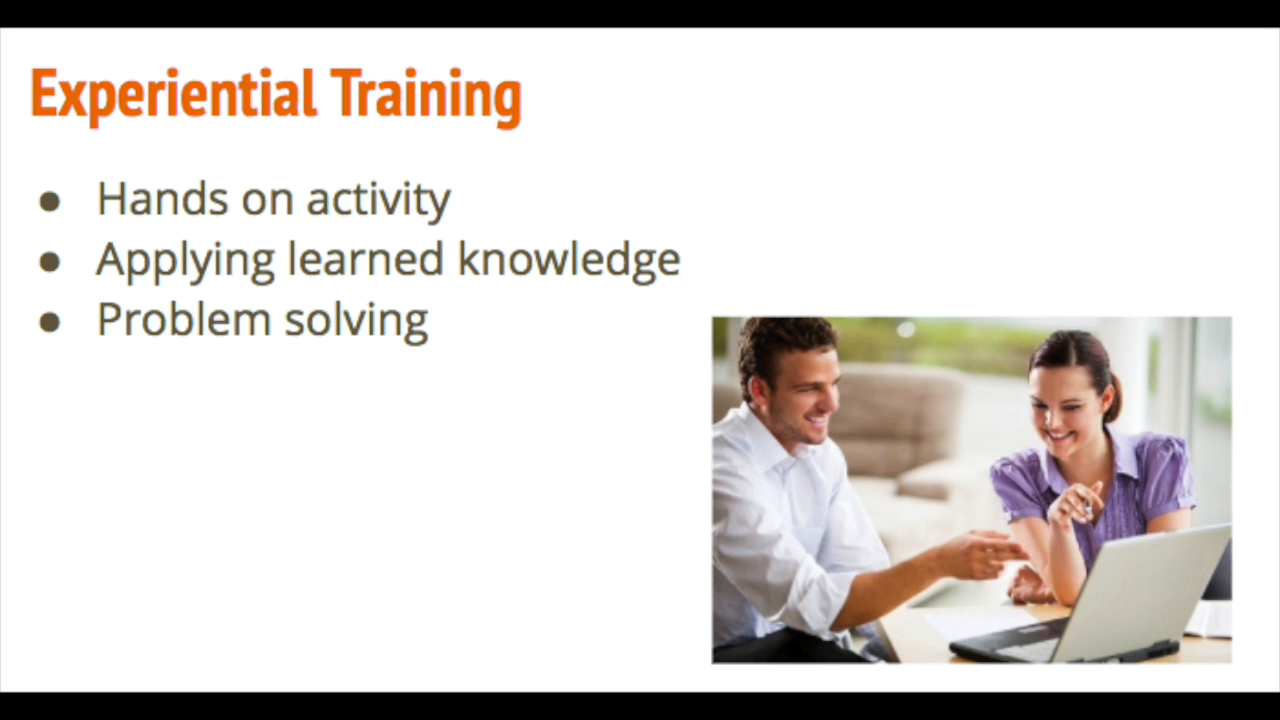 Experiential Training
● Hands on activity
● Applying learned knowledge
● Problem solving